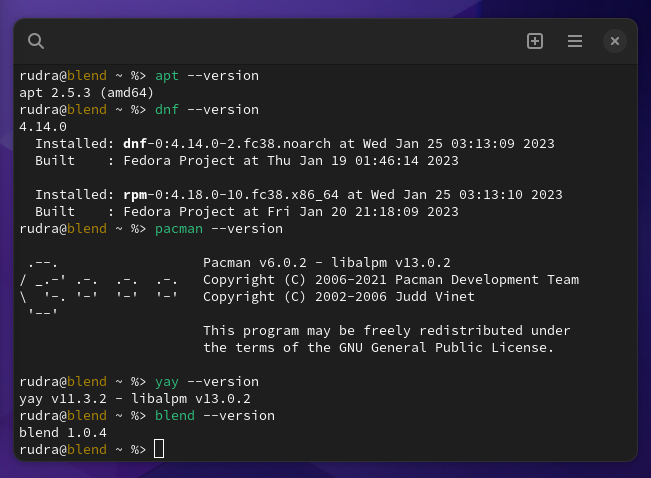 rudra@blend ~ %> apt --version
apt 2.5.3 (amd64)
rudra@blend ~ %> dnf --version
4.14.0
  Installed: dnf-0:4.14.0-2.fc38.noarch at Wed Jan 25 03:13:09 2023
  Built    : Fedora Project at Thu Jan 19 01:46:14 2023

  Installed: rpm-0:4.18.0-10.fc38.x86_64 at Wed Jan 25 03:13:10 2023
  Built    : Fedora Project at Fri Jan 20 21:18:09 2023
rudra@blend ~ %> pacman --version

 .--.                  Pacman v6.0.2 - libalpm v13.0.2
/ _.-' .-.  .-.  .-.   Copyright (C) 2006-2021 Pacman Development Team
\  '-. '-'  '-'  '-'   Copyright (C) 2002-2006 Judd Vinet
 '--'
                       This program may be freely redistributed under
                       the terms of the GNU General Public License.

rudra@blend ~ %> yay --version
yay v11.3.2 - libalpm v13.0.2
rudra@blend ~ %> blend --version
blend 1.0.4
rudra@blend ~ %>